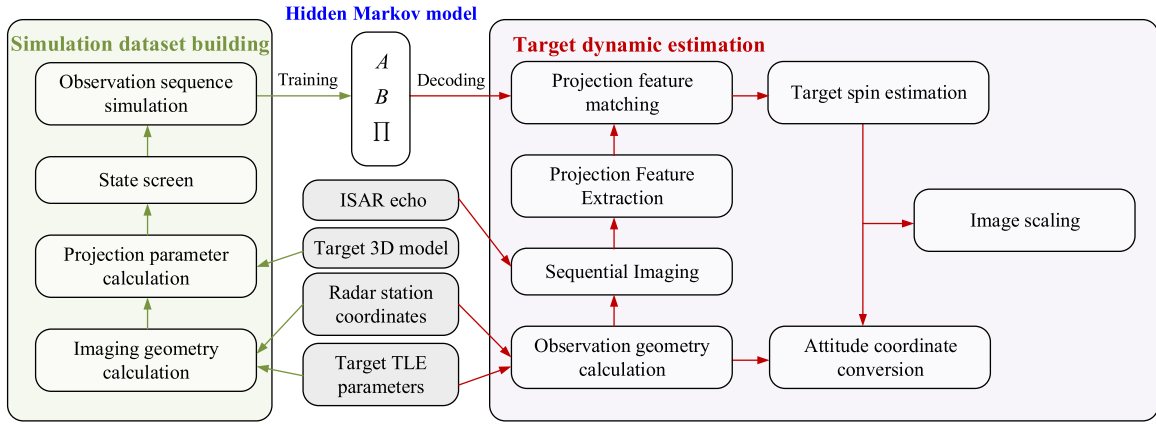 Hidden Markov model
Simulation dataset building
Observation sequence
simulation
State screen
Projection parameter
calculation
Imaging geometry
calculation
Training
A
B
∏
Decoding
ISAR echo
Target 3D model
Radar station
coordinates
Target TLE
parameters
Target dynamic estimation
Projection feature
matching
Projection Feature
Extraction
Sequential Imaging
Observation geometry
calculation
Target spin estimation
Image scaling
Attitude coordinate
conversion